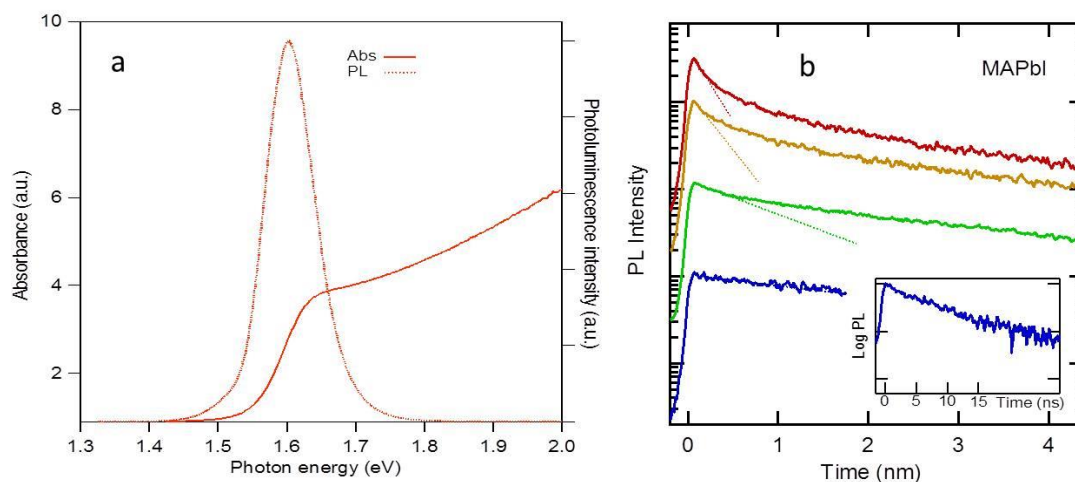 a
Abs
PL
10
8
6
4
2
Absorbance (a.u.)
1.3 1.4 1.5 1.6 1.7 1.8 1.9 2.0
Photon energy (eV)
Photoluminescence intensity (a.u.)
b
MAPbI
PL Intensity
0 1 2 3 4
Time (nm)
Log PL
0 5 10 15 Time (ns)